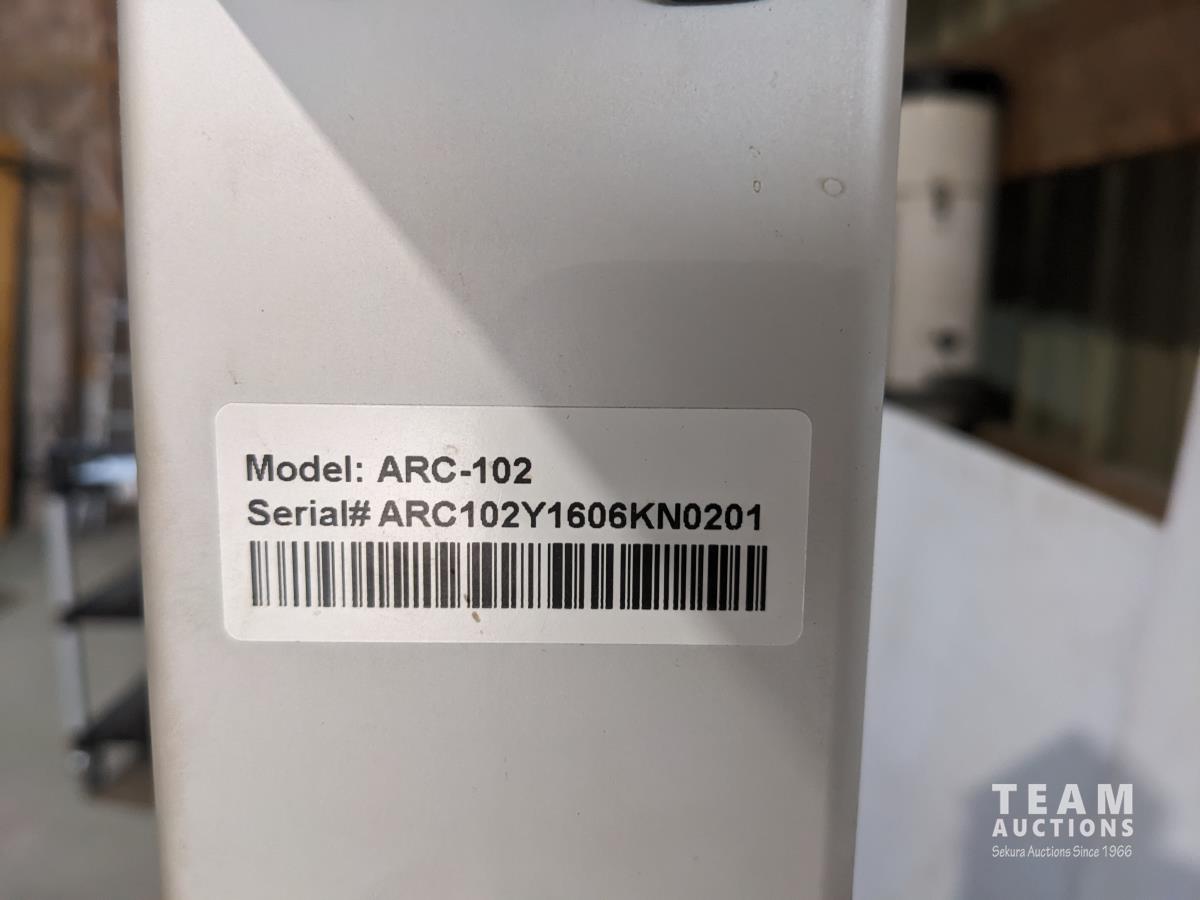 Model: ARC-102
Serial# ARC102Y1606KN0201
TEAM
AUCTIONS
Sekura Auctions Since 1966